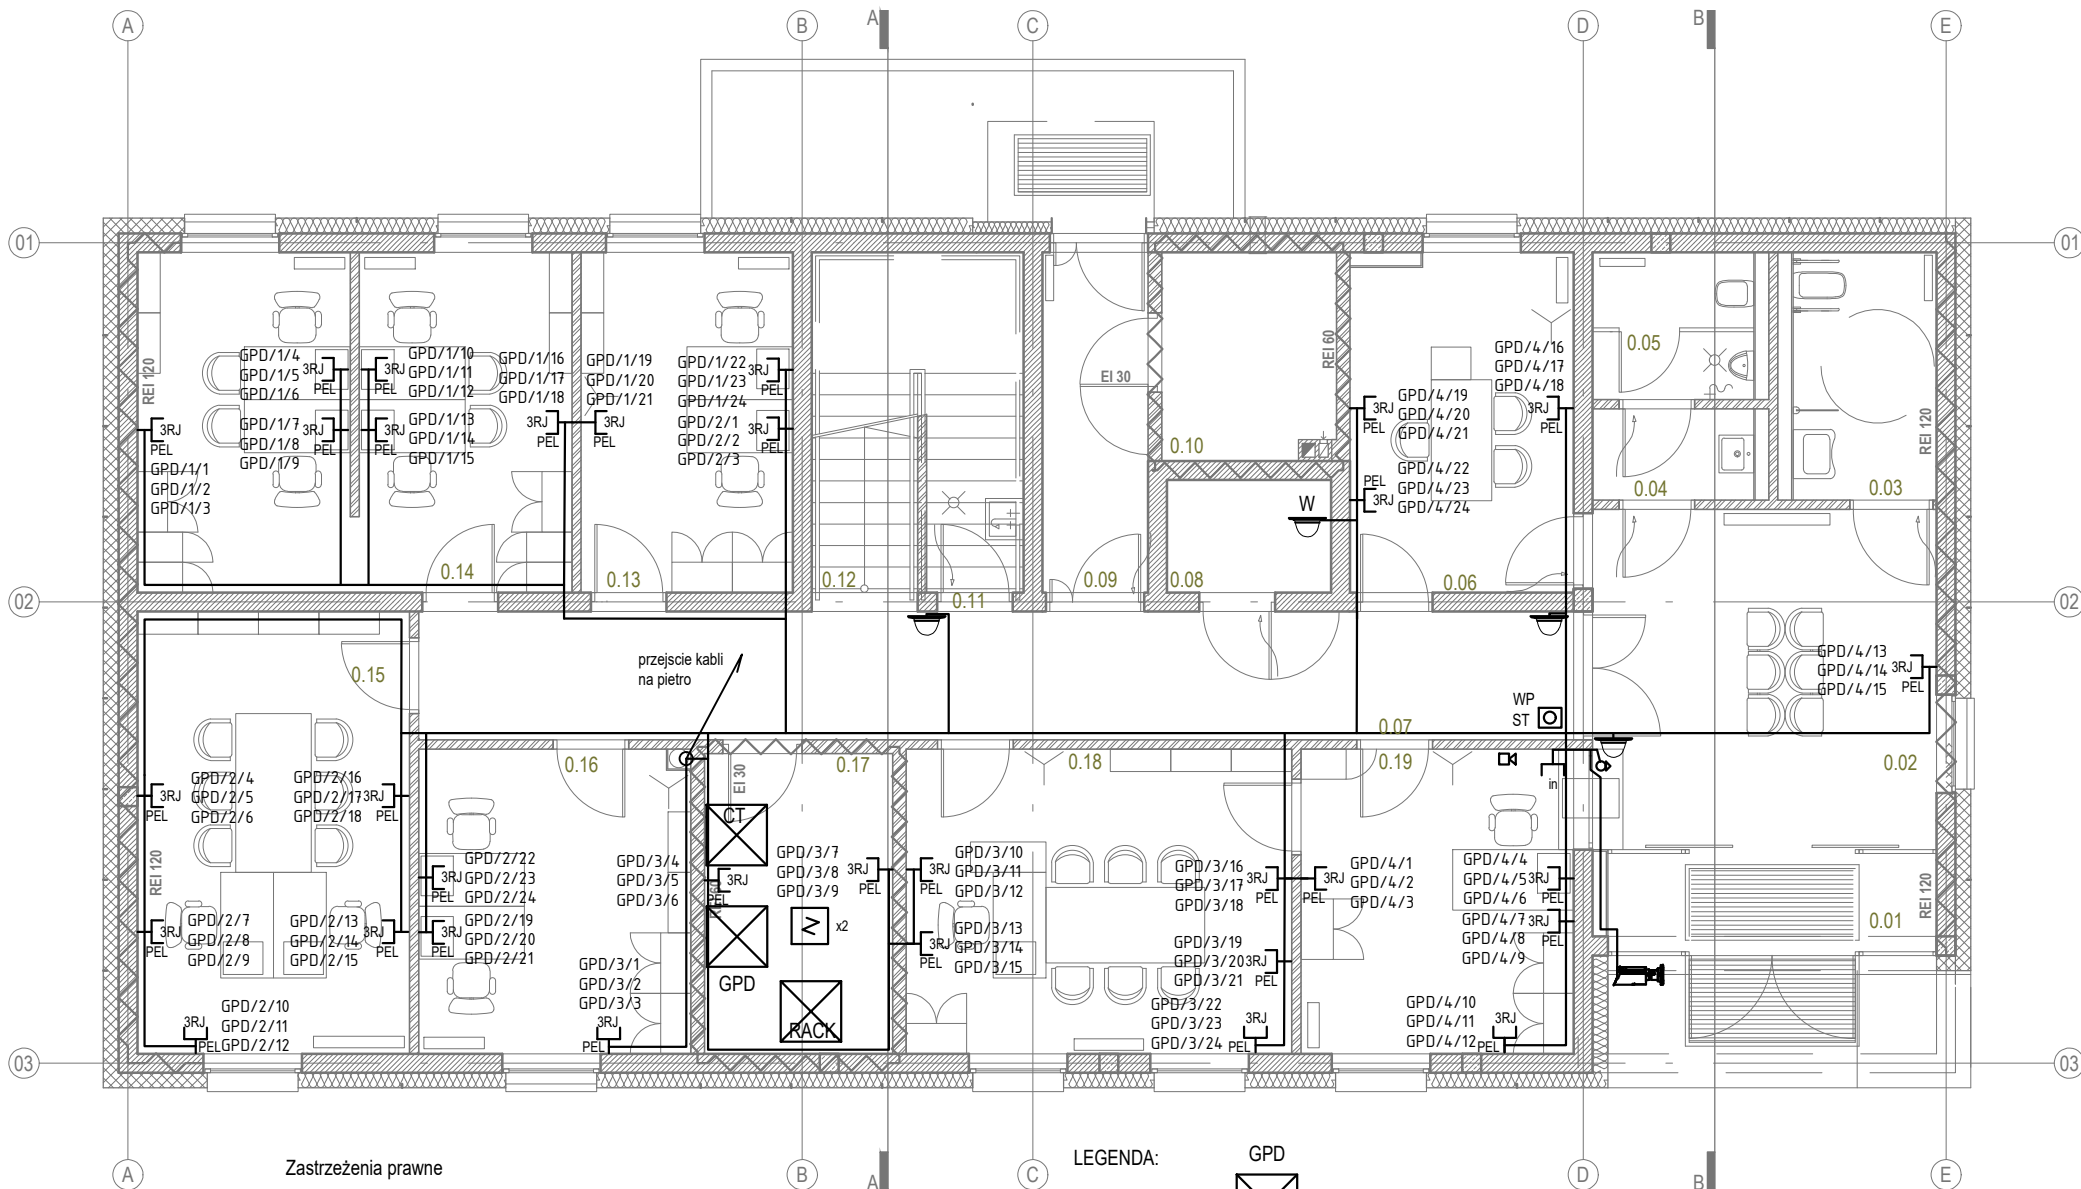 A
B
A
C
D
B
E
01
01
REI 120
GPD/1/4
GPD/1/5
GPD/1/6
3RJ
PEL
3RJ
PEL
GPD/1/10
GPD/1/11
GPD/1/12
GPD/1/16
GPD/1/17
GPD/1/18
GPD/1/19
GPD/1/20
GPD/1/21
GPD/1/22
GPD/1/23
GPD/1/24
3RJ
PEL
3RJ
PEL
GPD/1/1
GPD/1/2
GPD/1/3
GPD/1/7
GPD/1/8
GPD/1/9
3RJ
PEL
3RJ
PEL
GPD/1/13
GPD/1/14
GPD/1/15
3RJ
PEL
3RJ
PEL
GPD/2/1
GPD/2/2
GPD/2/3
3RJ
PEL
EI 30
REI 60
0.10
GPD/4/16
GPD/4/17
GPD/4/18
3RJ
PEL
GPD/4/19
GPD/4/20
GPD/4/21
3RJ
PEL
GPD/4/22
GPD/4/23
GPD/4/24
PEL
3RJ
W
0.05
0.04
0.03
REI 120
02
0.14
0.13
0.12
0.11
0.09
0.08
0.06
02
0.15
przejscie kabli
na pietro
WP
ST
0.07
GPD/4/13
GPD/4/14
GPD/4/15
3RJ
PEL
0.02
0.16
0.17
0.18
0.19
in
3RJ
PEL
GPD/2/4
GPD/2/5
GPD/2/6
GPD/2/16
GPD/2/17
GPD/2/18
3RJ
PEL
REI 120
EI 30
CT
3RJ
PEL
GPD/2/22
GPD/2/23
GPD/2/24
GPD/3/4
GPD/3/5
GPD/3/6
3RJ
PEL
GPD/3/7
GPD/3/8
GPD/3/9
3RJ
PEL
3RJ
PEL
GPD/3/10
GPD/3/11
GPD/3/12
GPD/3/16
GPD/3/17
GPD/3/18
3RJ
PEL
3RJ
PEL
GPD/4/1
GPD/4/2
GPD/4/3
GPD/4/4
GPD/4/5
GPD/4/6
3RJ
PEL
3RJ
PEL
GPD/2/7
GPD/2/8
GPD/2/9
GPD/2/13
GPD/2/14
GPD/2/15
3RJ
PEL
3RJ
PEL
GPD/2/19
GPD/2/20
GPD/2/21
GPD
x2
3RJ
PEL
GPD/3/13
GPD/3/14
GPD/3/15
GPD/3/19
GPD/3/20
GPD/3/21
3RJ
PEL
GPD/4/7
GPD/4/8
GPD/4/9
3RJ
PEL
0.01
REI 120
3RJ
PEL
GPD/2/10
GPD/2/11
GPD/2/12
GPD/3/1
GPD/3/2
GPD/3/3
3RJ
PEL
RACK
GPD/3/22
GPD/3/23
GPD/3/24
3RJ
PEL
GPD/4/10
GPD/4/11
GPD/4/12
3RJ
PEL
03
03
Zastrzeżenia prawne
LEGENDA:
GPD
A
B
A
C
D
B
E